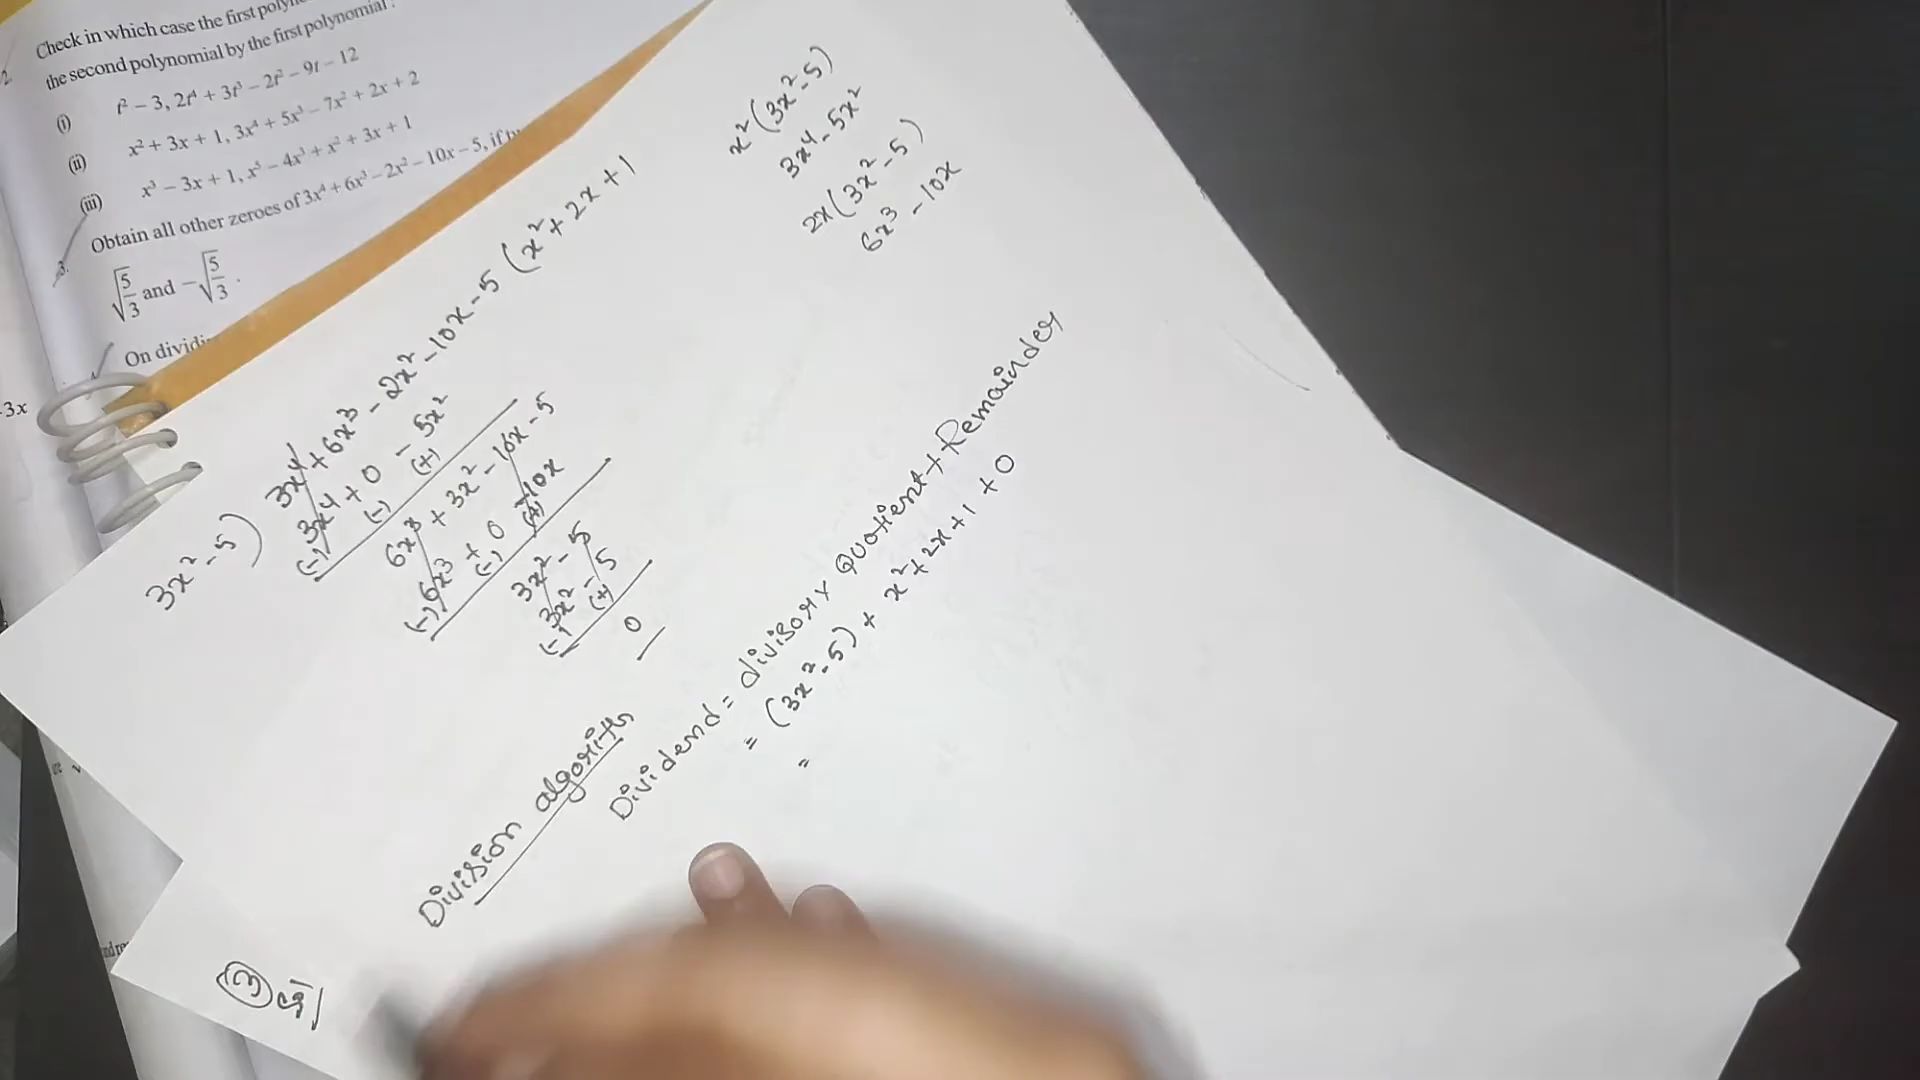 2.
Check in which case the first
the second polynomial by the first polynomial :
(i) t² – 3, 2t⁴ + 3t³ – 2t² – 9t – 12
(ii) x² + 3x + 1, 3x⁴ + 5x³ – 7x² + 2x + 2
(iii) x³ – 3x + 1, x⁵ – 4x³ + x² + 3x + 1
3. Obtain all other zeroes of 3x⁴ + 6x³ – 2x² – 10x – 5, if
√(5/3) and –√(5/3) .
On
3x
x²(3x²-5)
3x⁴-5x²
2x(3x²-5)
6x³-10x
3x²-5) 3x⁴+6x³-2x²-10x-5 (x²+2x+1
3x⁴+0-5x²
(-) (-) (+)
6x³+3x²-10x-5
6x³+0-10x
(-) (-) (+)
3x²-5
3x²-5
(-) (+)
0
Division algorithm
Dividend = divisor x Quotient + Remainder
= (3x²-5) + x²+2x+1+0
=
3